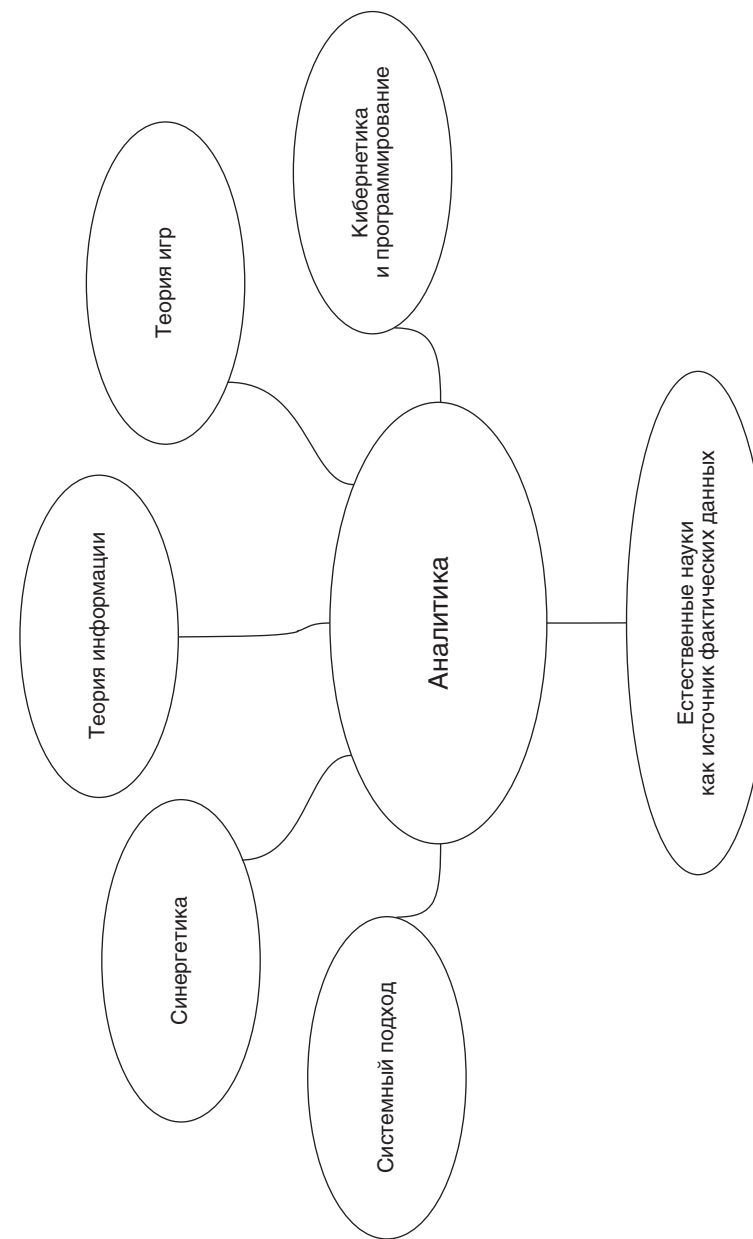 Синергетика
Теория информации
Теория игр
Системный подход
Кибернетика
и программирование
Аналитика
Естественные науки
как источник фактических данных